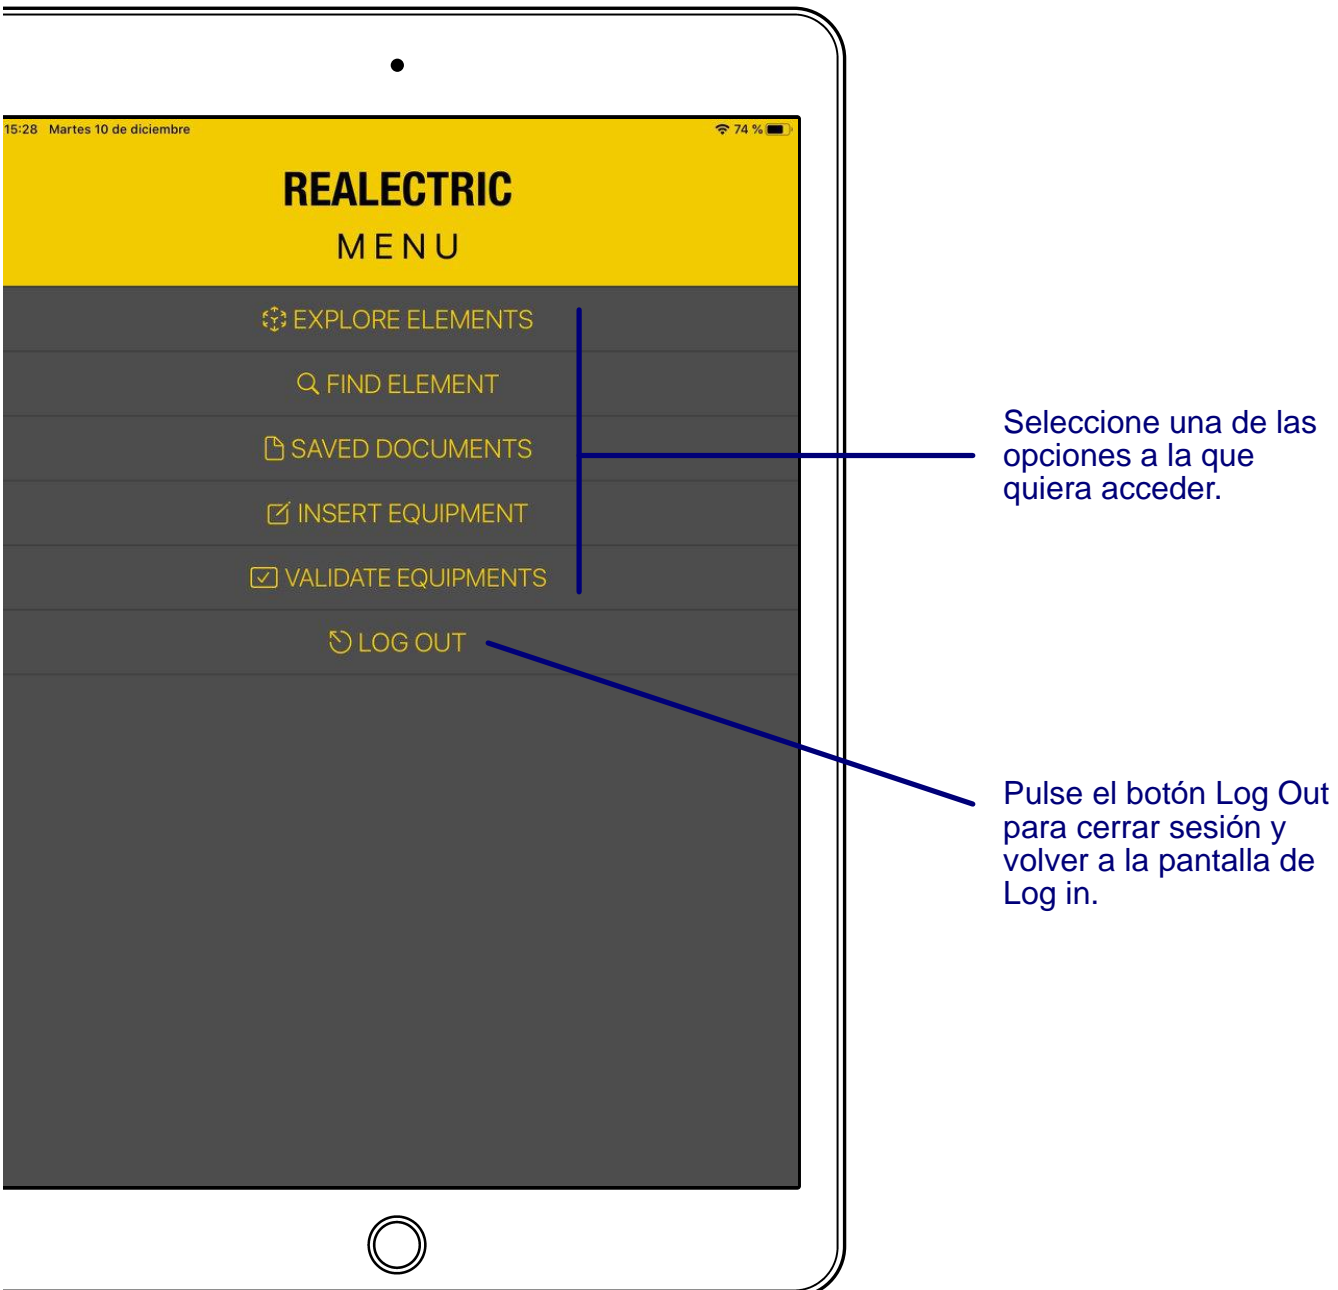 15:28 Martes 10 de diciembre 74 %
REALECTRIC
MENU
EXPLORE ELEMENTS
FIND ELEMENT
SAVED DOCUMENTS
INSERT EQUIPMENT
VALIDATE EQUIPMENTS
LOG OUT
Seleccione una de las
opciones a la que
quiera acceder.
Pulse el botón Log Out
para cerrar sesión y
volver a la pantalla de
Log in.